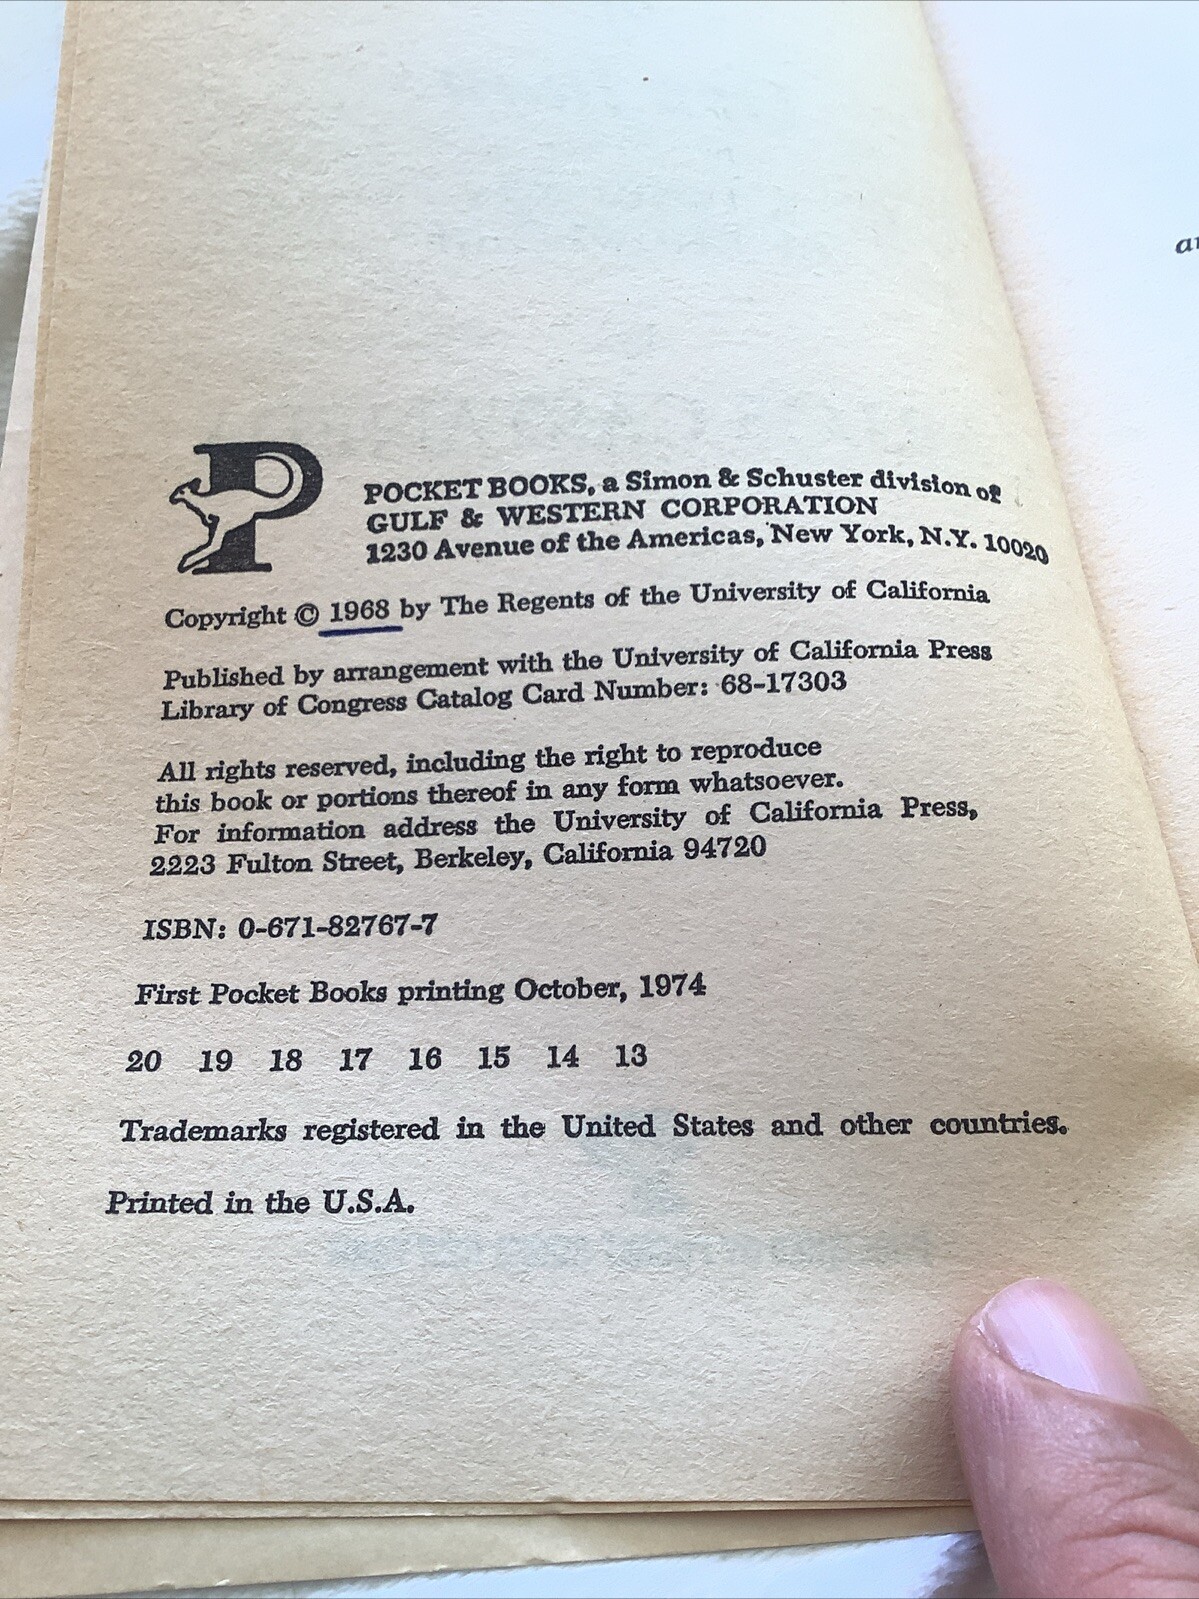 P
POCKET BOOKS, a Simon & Schuster division of
GULF & WESTERN CORPORATION
1230 Avenue of the Americas, New York, N.Y. 10020
Copyright © 1968 by The Regents of the University of California
Published by arrangement with the University of California Press
Library of Congress Catalog Card Number: 68-17303
All rights reserved, including the right to reproduce
this book or portions thereof in any form whatsoever.
For information address the University of California Press,
2223 Fulton Street, Berkeley, California 94720
ISBN: 0-671-82767-7
First Pocket Books printing October, 1974
20 19 18 17 16 15 14 13
Trademarks registered in the United States and other countries.
Printed in the U.S.A.